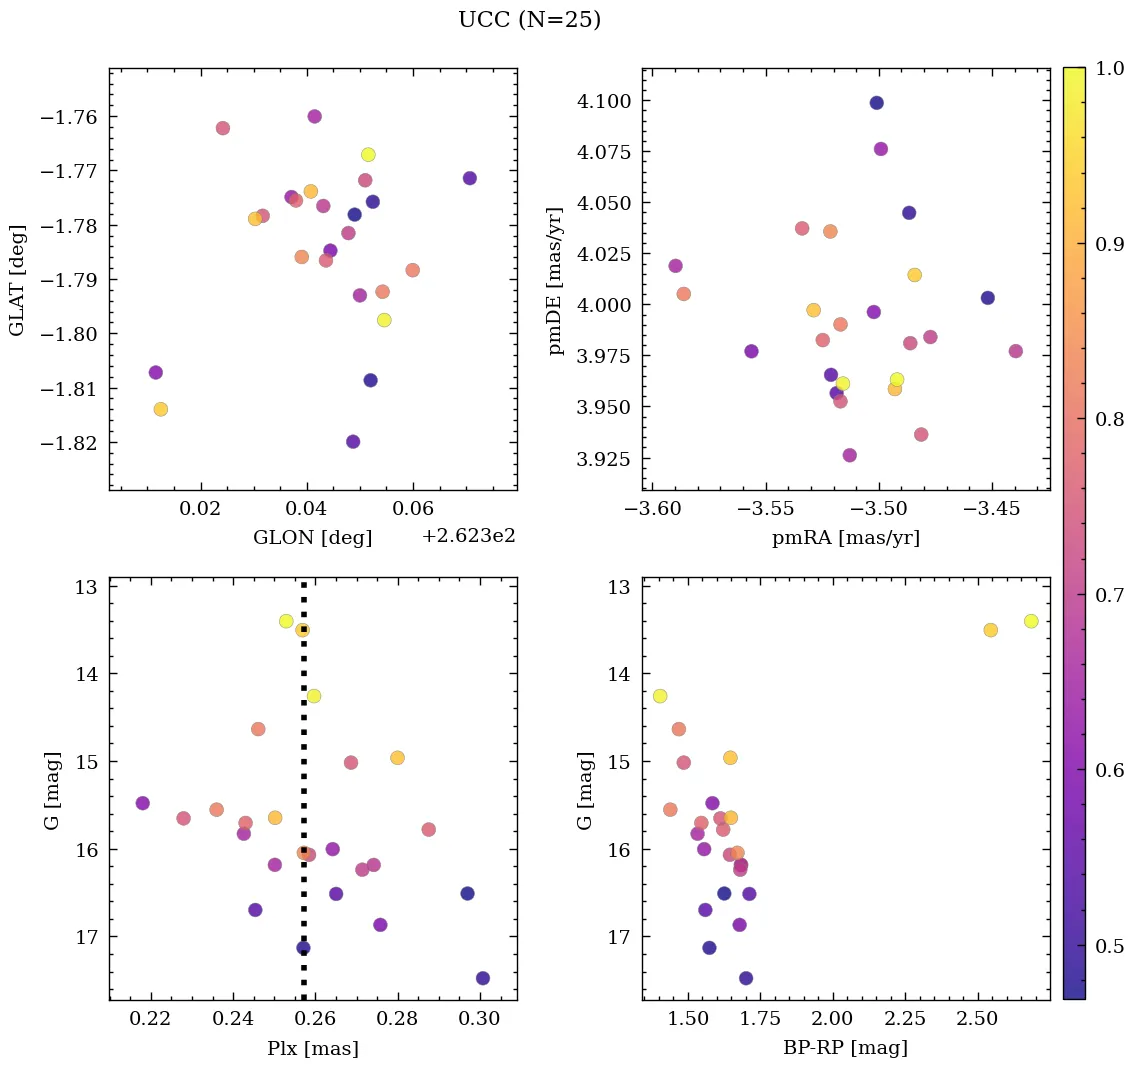 UCC (N=25)
−1.76
−1.77
−1.78
−1.79
−1.80
−1.81
−1.82
GLAT [deg]
0.02 0.04 0.06
GLON [deg] +2.623e2
4.100
4.075
4.050
4.025
4.000
3.975
3.950
3.925
pmDE [mas/yr]
−3.60 −3.55 −3.50 −3.45
pmRA [mas/yr]
13
14
15
16
17
G [mag]
0.22 0.24 0.26 0.28 0.30
Plx [mas]
13
14
15
16
17
G [mag]
1.50 1.75 2.00 2.25 2.50
BP-RP [mag]
1.0
0.9
0.8
0.7
0.6
0.5